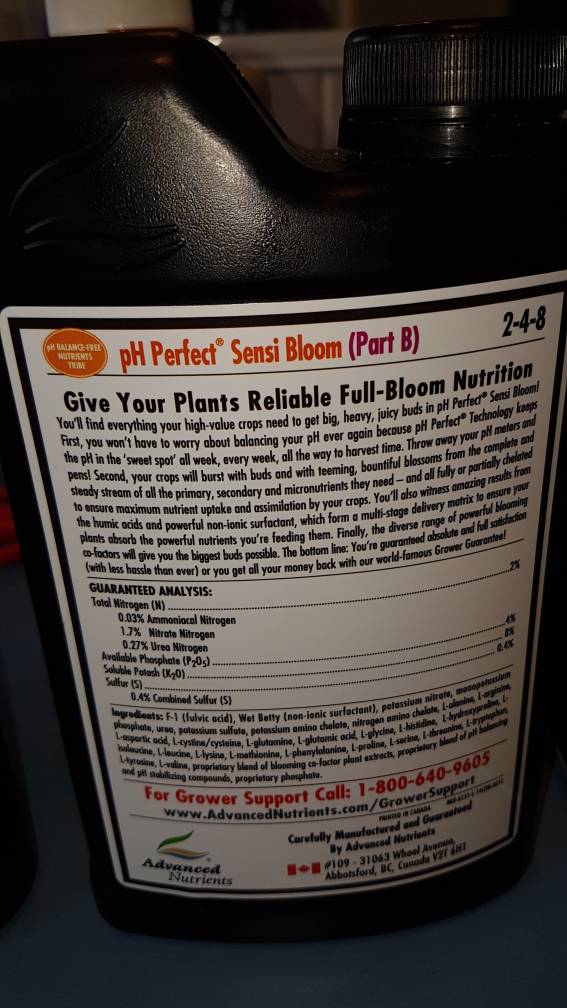 pH BALANCE-FREE
NUTRIENTS
TRIBE
pH Perfect® Sensi Bloom (Part B)
2-4-8
Give Your Plants Reliable Full-Bloom Nutrition
You'll find everything your high-value crops need to get big, heavy, juicy buds in pH Perfect® Sensi Bloom!
First, you won't have to worry about balancing your pH ever again because pH Perfect® Technology keeps
the pH in the 'sweet spot' all week, every week, all the way to harvest time. Throw away your pH meters and
pens! Second, your crops will burst with buds and with teeming, bountiful blossoms from the complete and
steady stream of all the primary, secondary and micronutrients they need – and all fully or partially chelated
to ensure maximum nutrient uptake and assimilation by your crops. You'll also witness amazing results from
the humic acids and powerful non-ionic surfactant, which form a multi-stage delivery matrix to ensure your
plants absorb the powerful nutrients you're feeding them. Finally, the diverse range of powerful blooming
co-factors will give you the biggest buds possible. The bottom line: You're guaranteed absolute and full satisfaction
(with less hassle than ever) or you get all your money back with our world-famous Grower Guarantee!
GUARANTEED ANALYSIS:
Total Nitrogen (N) ........ 2%
0.03% Ammoniacal Nitrogen
1.7% Nitrate Nitrogen
0.27% Urea Nitrogen
Available Phosphate (P₂O₅) ........ 4%
Soluble Potash (K₂O) ........ 8%
Sulfur (S) ........ 0.4%
0.4% Combined Sulfur (S)
Ingredients: F-1 (fulvic acid), Wet Betty (non-ionic surfactant), potassium nitrate, monopotassium
phosphate, urea, potassium sulfate, potassium amino chelate, nitrogen amino chelate, L-alanine, L-arginine,
L-aspartic acid, L-cystine/cysteine, L-glutamine, L-glutamic acid, L-glycine, L-histidine, L-hydroxyproline, L-
isoleucine, L-leucine, L-lysine, L-methionine, L-phenylalanine, L-proline, L-serine, L-threonine, L-tryptophan,
L-tyrosine, L-valine, proprietary blend of blooming co-factor plant extracts, proprietary blend of pH balancing
and pH stabilizing compounds, proprietary phosphate.
For Grower Support Call: 1-800-640-9605
www.AdvancedNutrients.com/GrowerSupport
PRINTED IN CANADA
Carefully Manufactured and Guaranteed
By Advanced Nutrients
#109 - 31063 Wheel Avenue,
Abbotsford, BC, Canada V2T 6H1
Advanced
Nutrients